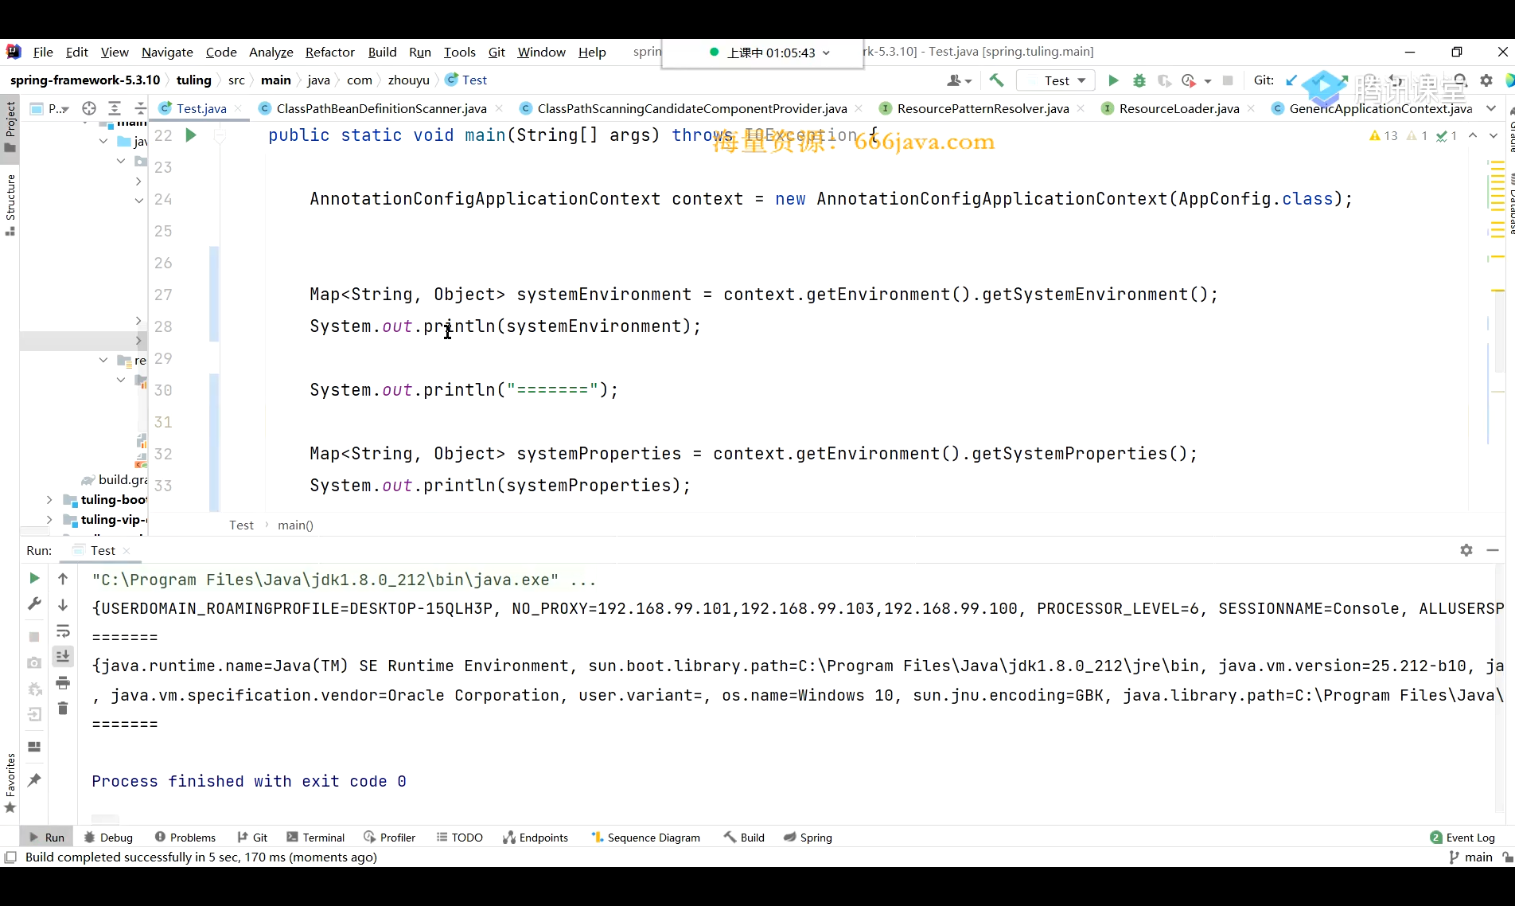 File Edit View Navigate Code Analyze Refactor Build Run Tools Git Window Help
上课中 01:05:43
k-5.3.10] - Test.java [spring.tuling.main]
spring-framework-5.3.10 tuling src main java com zhouyu Test
Test
Git:
腾讯课堂
Project
P...
Test.java ClassPathBeanDefinitionScanner.java ClassPathScanningCandidateComponentProvider.java ResourcePatternResolver.java ResourceLoader.java GenericApplicationContext.java
海量资源：666java.com
13 1 1
22 public static void main(String[] args) throws IOException {
23
24 AnnotationConfigApplicationContext context = new AnnotationConfigApplicationContext(AppConfig.class);
25
26
27 Map<String, Object> systemEnvironment = context.getEnvironment().getSystemEnvironment();
28 System.out.println(systemEnvironment);
29
30 System.out.println("=======");
31
32 Map<String, Object> systemProperties = context.getEnvironment().getSystemProperties();
33 System.out.println(systemProperties);
Structure
main
jav
re
build.gra
tuling-boot
tuling-vip-
Database
Test main()
Run: Test
"C:\Program Files\Java\jdk1.8.0_212\bin\java.exe" ...
{USERDOMAIN_ROAMINGPROFILE=DESKTOP-15QLH3P, NO_PROXY=192.168.99.101,192.168.99.103,192.168.99.100, PROCESSOR_LEVEL=6, SESSIONNAME=Console, ALLUSERSP
=======
{java.runtime.name=Java(TM) SE Runtime Environment, sun.boot.library.path=C:\Program Files\Java\jdk1.8.0_212\jre\bin, java.vm.version=25.212-b10, ja
, java.vm.specification.vendor=Oracle Corporation, user.variant=, os.name=Windows 10, sun.jnu.encoding=GBK, java.library.path=C:\Program Files\Java\
=======
Process finished with exit code 0
Favorites
Run Debug Problems Git Terminal Profiler TODO Endpoints Sequence Diagram Build Spring
2 Event Log
Build completed successfully in 5 sec, 170 ms (moments ago)
main